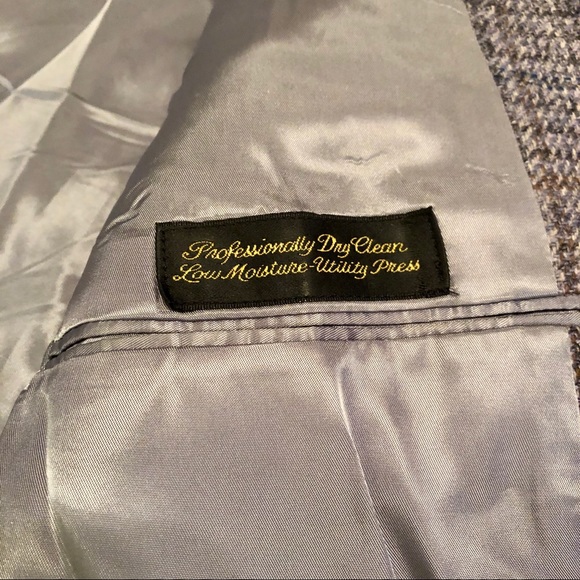 Professionally Dry Clean
Low Moisture-Utility Press